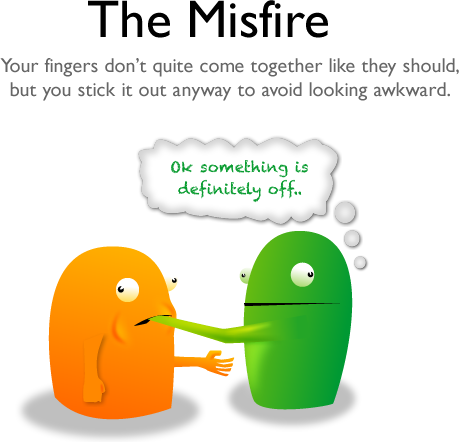 The Misfire
Your fingers don't quite come together like they should,
but you stick it out anyway to avoid looking awkward.
Ok something is
definitely off..